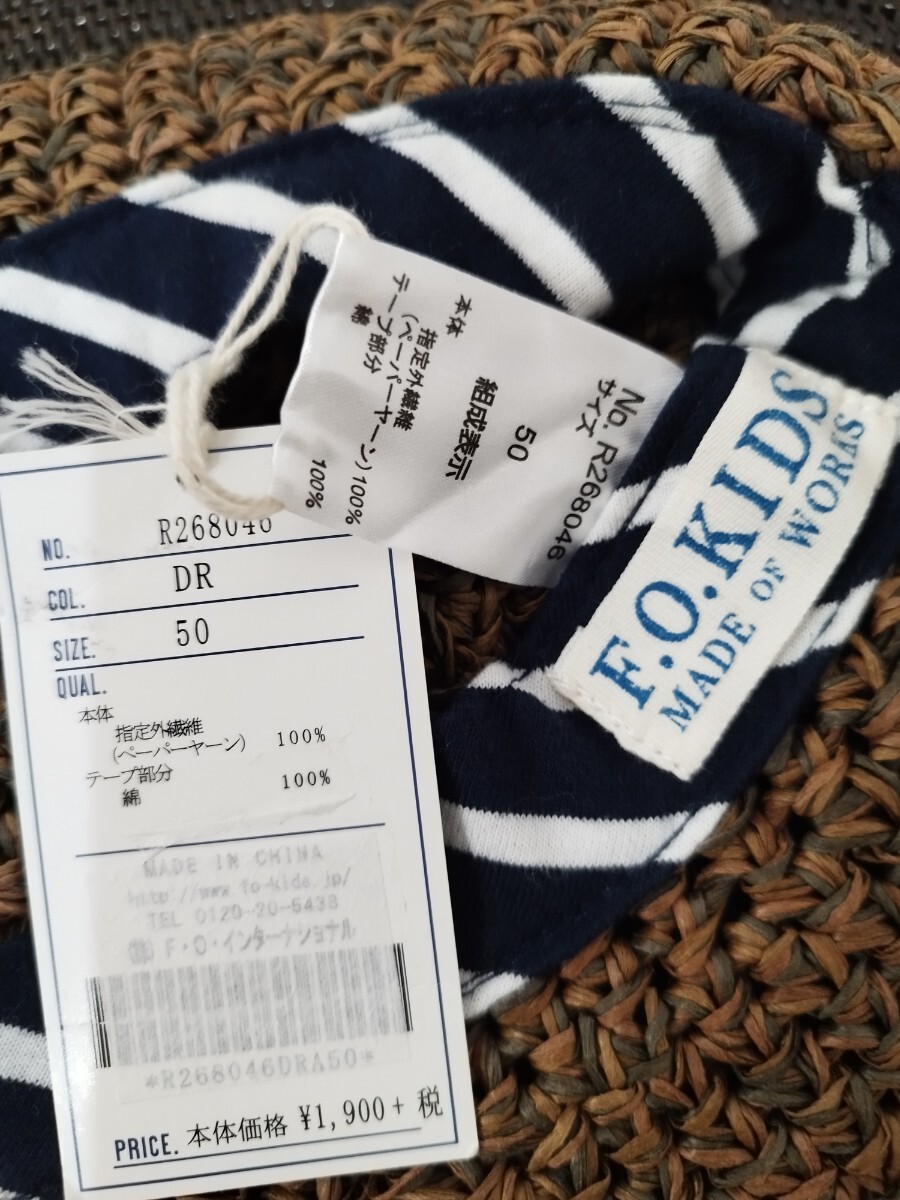 No. R268046
サイズ
50
組成表示
本体
指定外繊維
(ペーパーヤーン)100%
テープ部分
綿 100%
F.O.KIDS
MADE OF WORKS
NO. R268046
COL. DR
SIZE. 50
QUAL.
本体
指定外繊維
(ペーパーヤーン) 100%
テープ部分
綿 100%
MADE IN CHINA
http://www.fo-kids.jp/
TEL 0120-20-5438
㈱F・O・インターナショナル
*R268046DRA50*
PRICE. 本体価格 ¥1,900+ 税